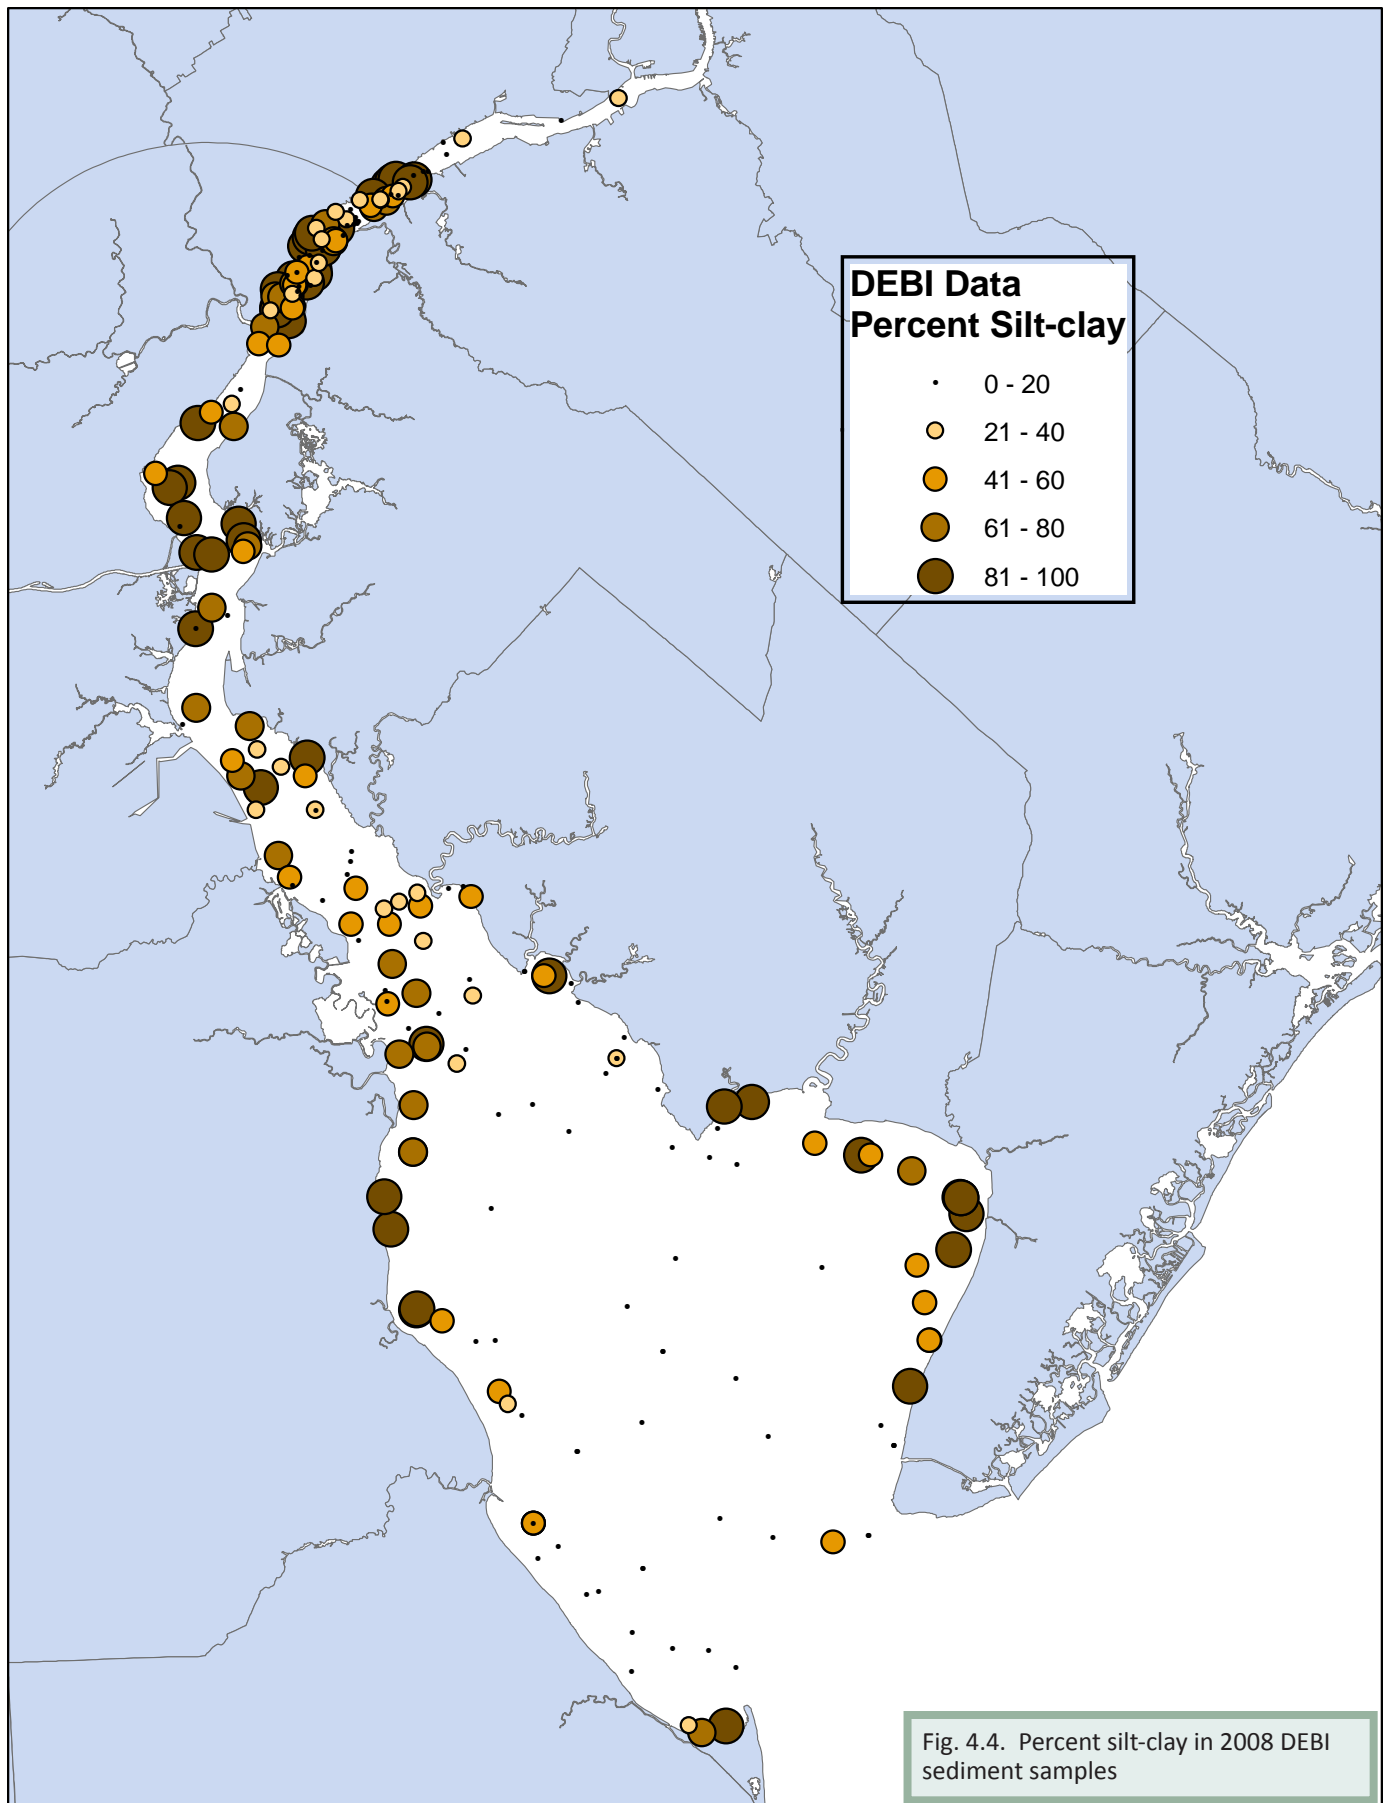 DEBI Data
Percent Silt-clay
0 - 20
21 - 40
41 - 60
61 - 80
81 - 100
Fig. 4.4. Percent silt-clay in 2008 DEBI
sediment samples